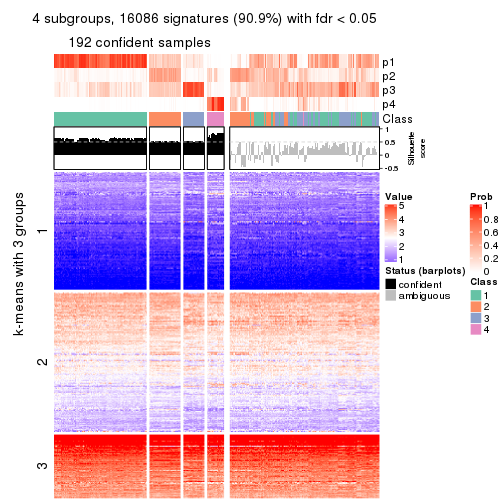 4 subgroups, 16086 signatures (90.9%) with fdr < 0.05
192 confident samples
p1
p2
p3
p4
Class
1
0.5
0
-0.5
Silhouette
score
k-means with 3 groups
1
2
3
Value
5
4
3
2
1
Status (barplots)
confident
ambiguous
Prob
1
0.8
0.6
0.4
0.2
0
Class
1
2
3
4